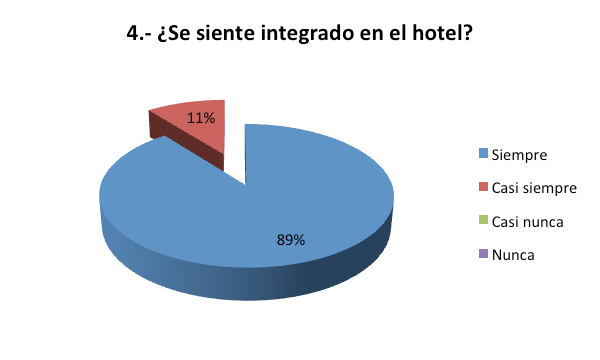 4.- ¿Se siente integrado en el hotel?
11%
89%
Siempre
Casi siempre
Casi nunca
Nunca